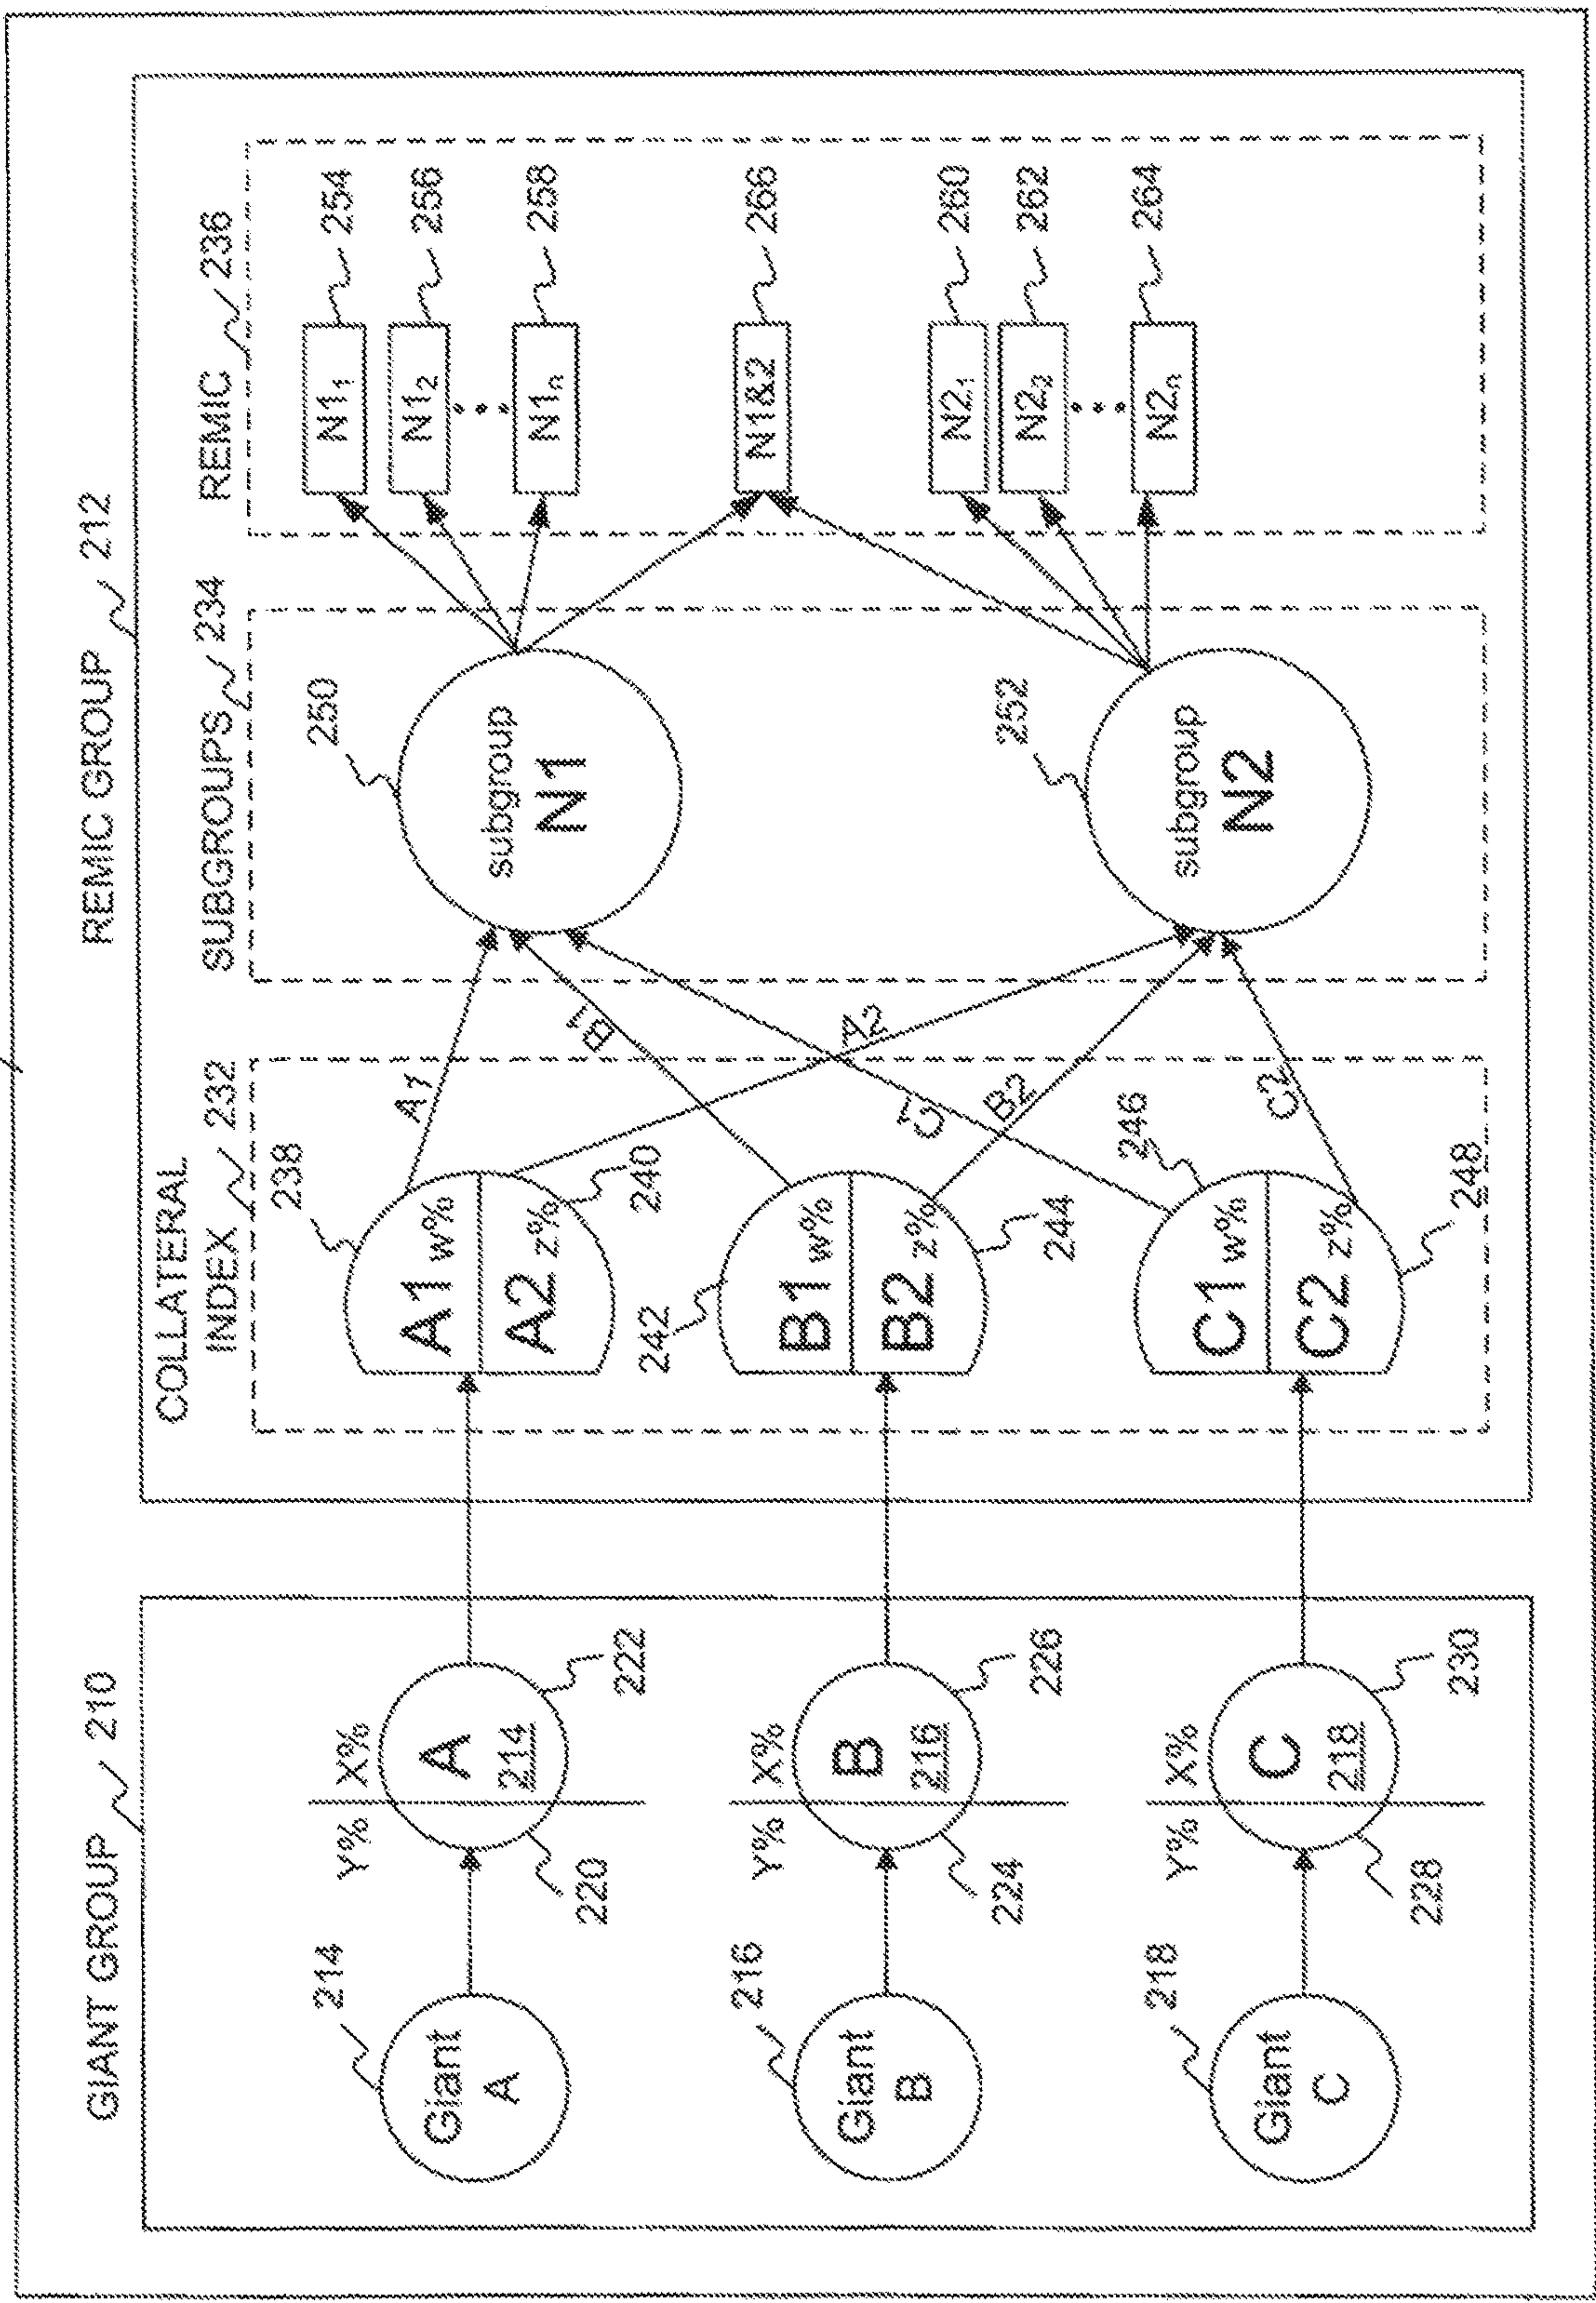 GIANT GROUP 210
214
Giant
A
Y%
X%
A
214
220
222
216
Giant
B
Y%
X%
B
216
224
226
218
Giant
C
Y%
X%
C
218
228
230
REMIC GROUP 212
COLLATERAL
INDEX 232
238
A1 w%
A2 z%
240
242
B1 w%
B2 z%
244
246
C1 w%
C2 z%
248
A1
B1
A2
C1
B2
C2
SUBGROUPS 234
250
subgroup
N1
252
subgroup
N2
REMIC 236
N1₁ 254
N1₂ 256
N1ₙ 258
N1&2 266
N2₁ 260
N2₂ 262
N2ₙ 264